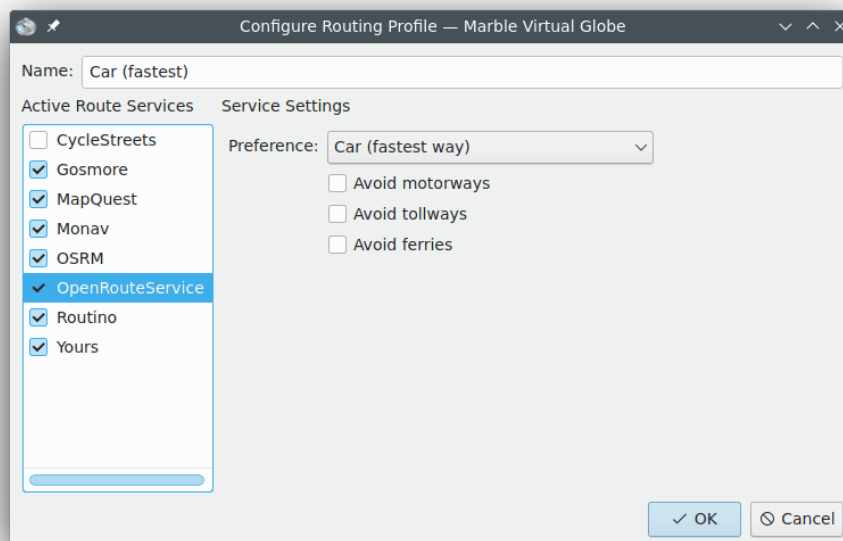 Configure Routing Profile — Marble Virtual Globe
Name: Car (fastest)
Active Route Services
Service Settings
CycleStreets
Gosmore
MapQuest
Monav
OSRM
OpenRouteService
Routino
Yours
Preference: Car (fastest way)
Avoid motorways
Avoid tollways
Avoid ferries
OK
Cancel